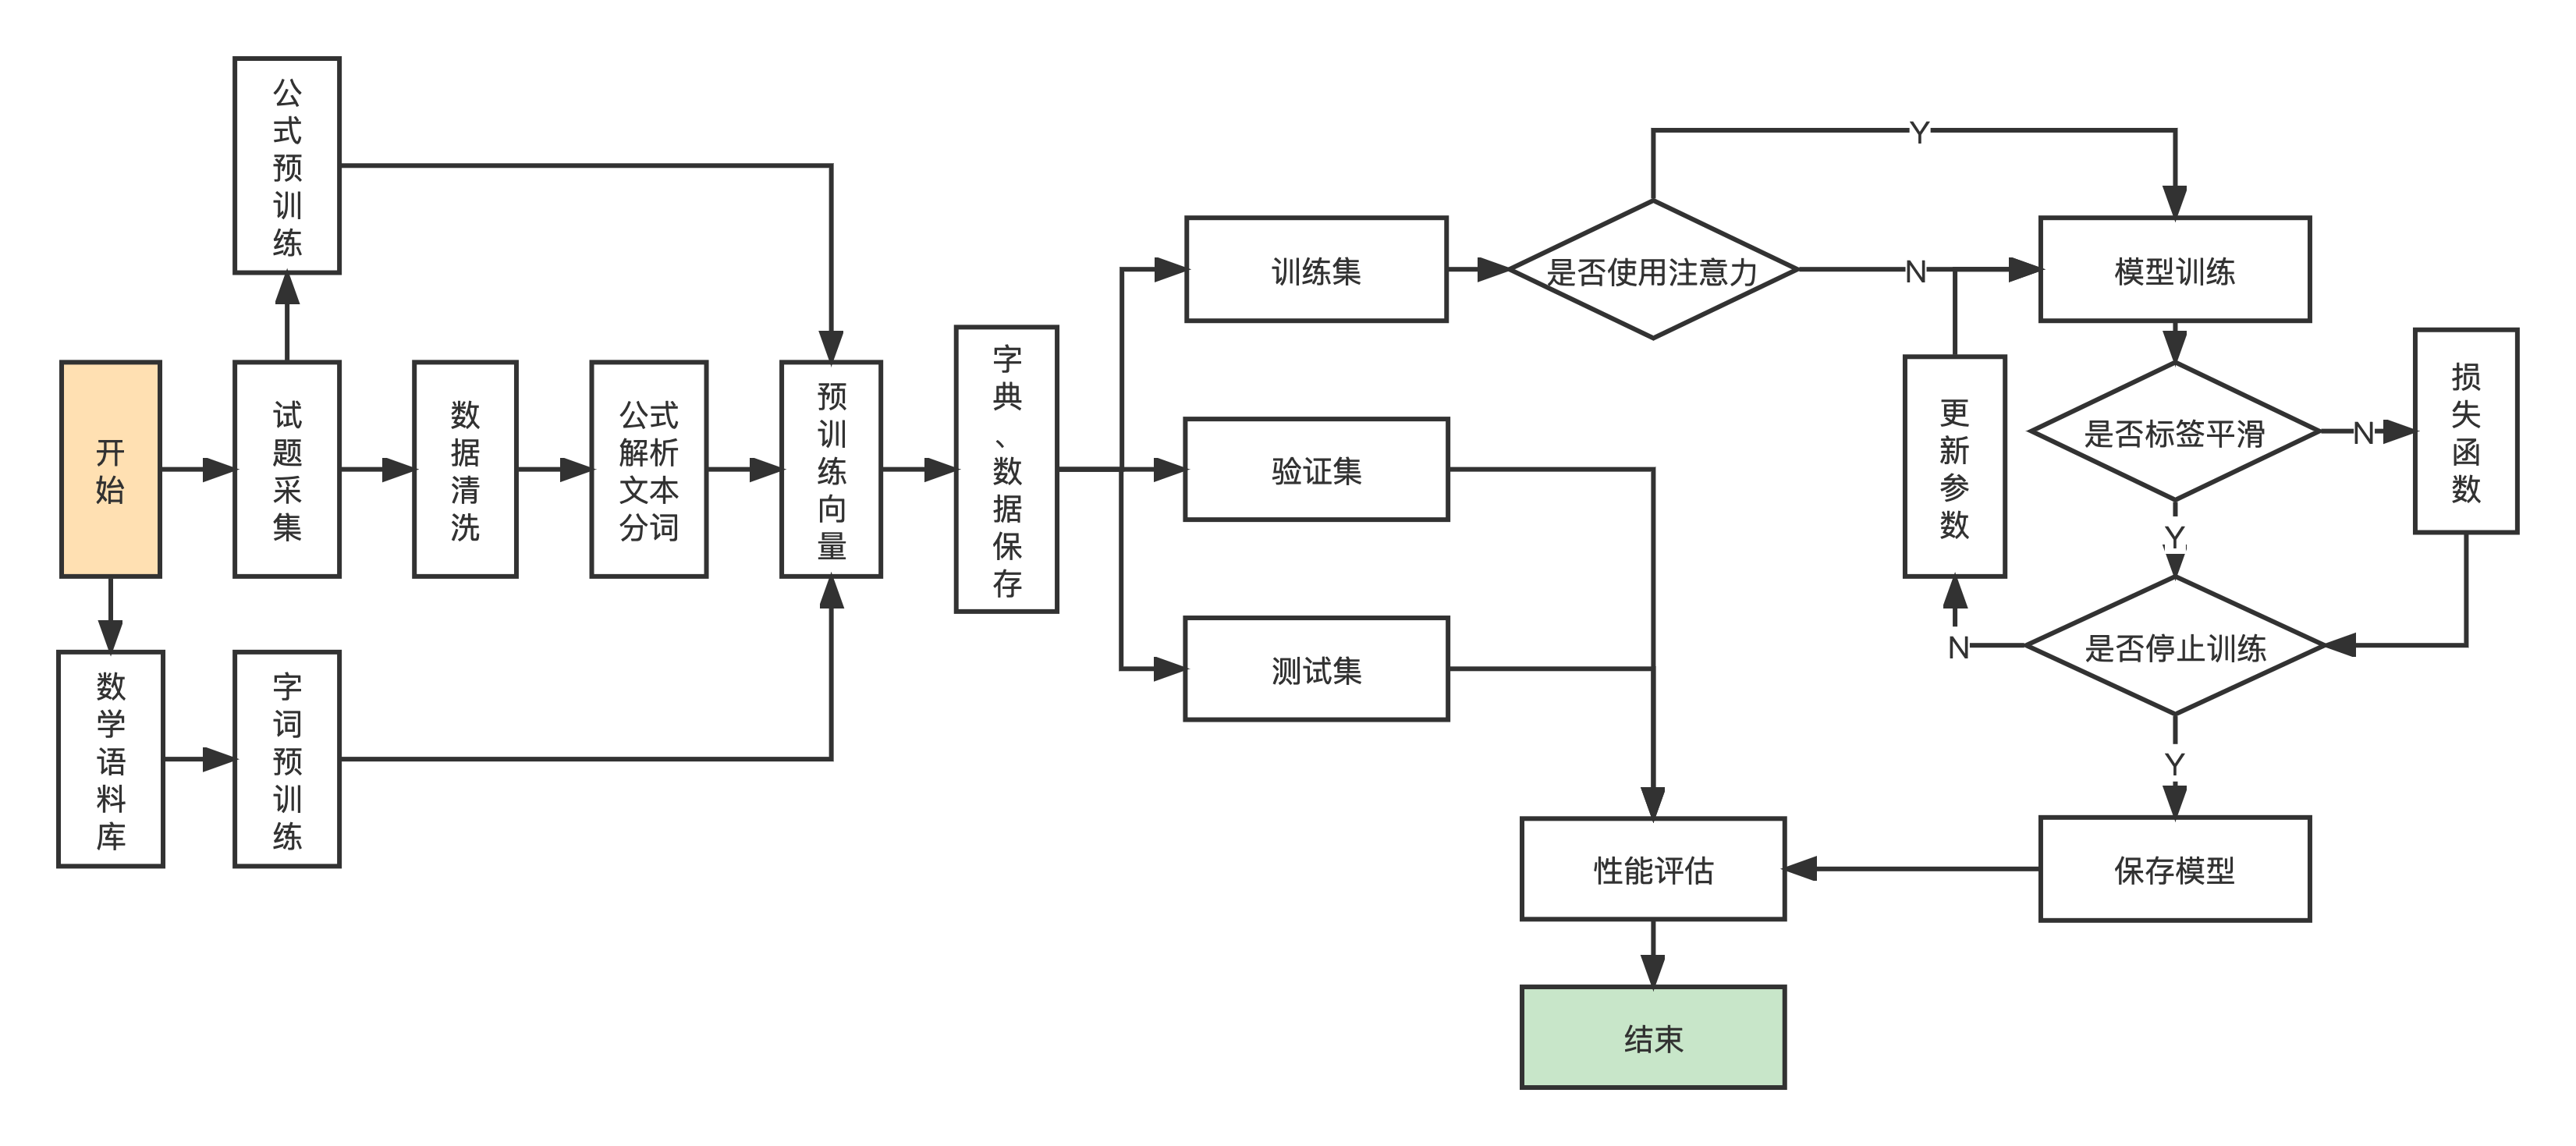 开始
试题采集
公式预训练
数据清洗
公式
解析
文本
分词
预训练向量
数学语料库
字词预训练
字典、数据保存
训练集
验证集
测试集
是否使用注意力
Y
N
模型训练
是否标签平滑
N
损失函数
Y
是否停止训练
N
更新参数
Y
保存模型
性能评估
结束